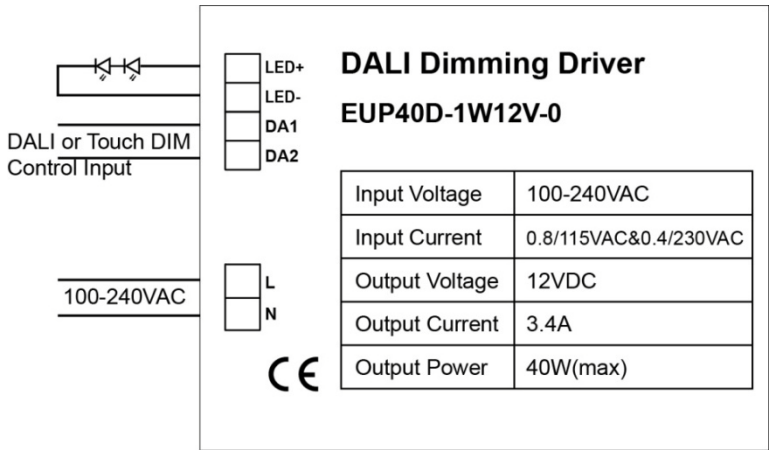 DALI Dimming Driver
EUP40D-1W12V-0
LED+
LED-
DA1
DA2
DALI or Touch DIM
Control Input
L
N
100-240VAC
CE
Input Voltage 100-240VAC
Input Current 0.8/115VAC&0.4/230VAC
Output Voltage 12VDC
Output Current 3.4A
Output Power 40W(max)